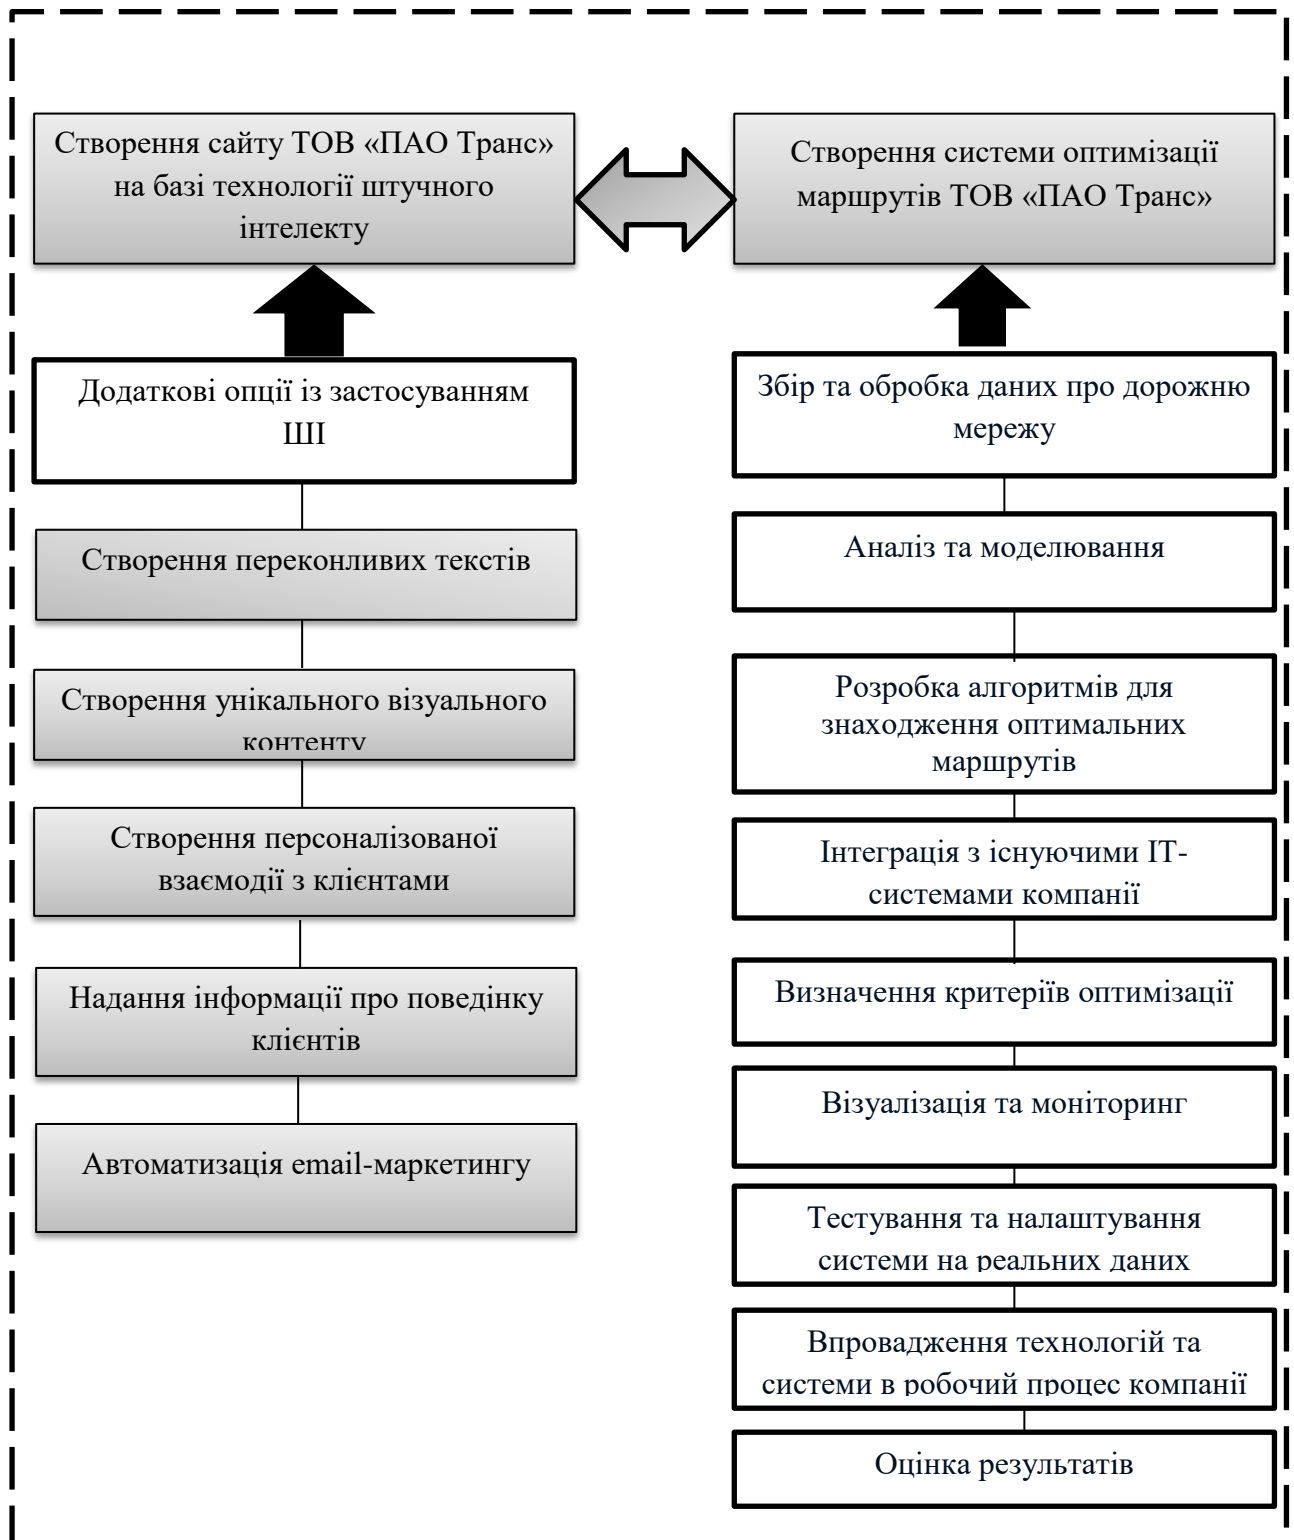 Створення сайту ТОВ «ПАО Транс»
на базі технології штучного
інтелекту
Створення системи оптимізації
маршрутів ТОВ «ПАО Транс»
Додаткові опції із застосуванням
ШІ
Створення переконливих текстів
Створення унікального візуального
контенту
Створення персоналізованої
взаємодії з клієнтами
Надання інформації про поведінку
клієнтів
Автоматизація email-маркетингу
Збір та обробка даних про дорожню
мережу
Аналіз та моделювання
Розробка алгоритмів для
знаходження оптимальних
маршрутів
Інтеграція з існуючими ІТ-
системами компанії
Визначення критеріїв оптимізації
Візуалізація та моніторинг
Тестування та налаштування
системи на реальних даних
Впровадження технологій та
системи в робочий процес компанії
Оцінка результатів